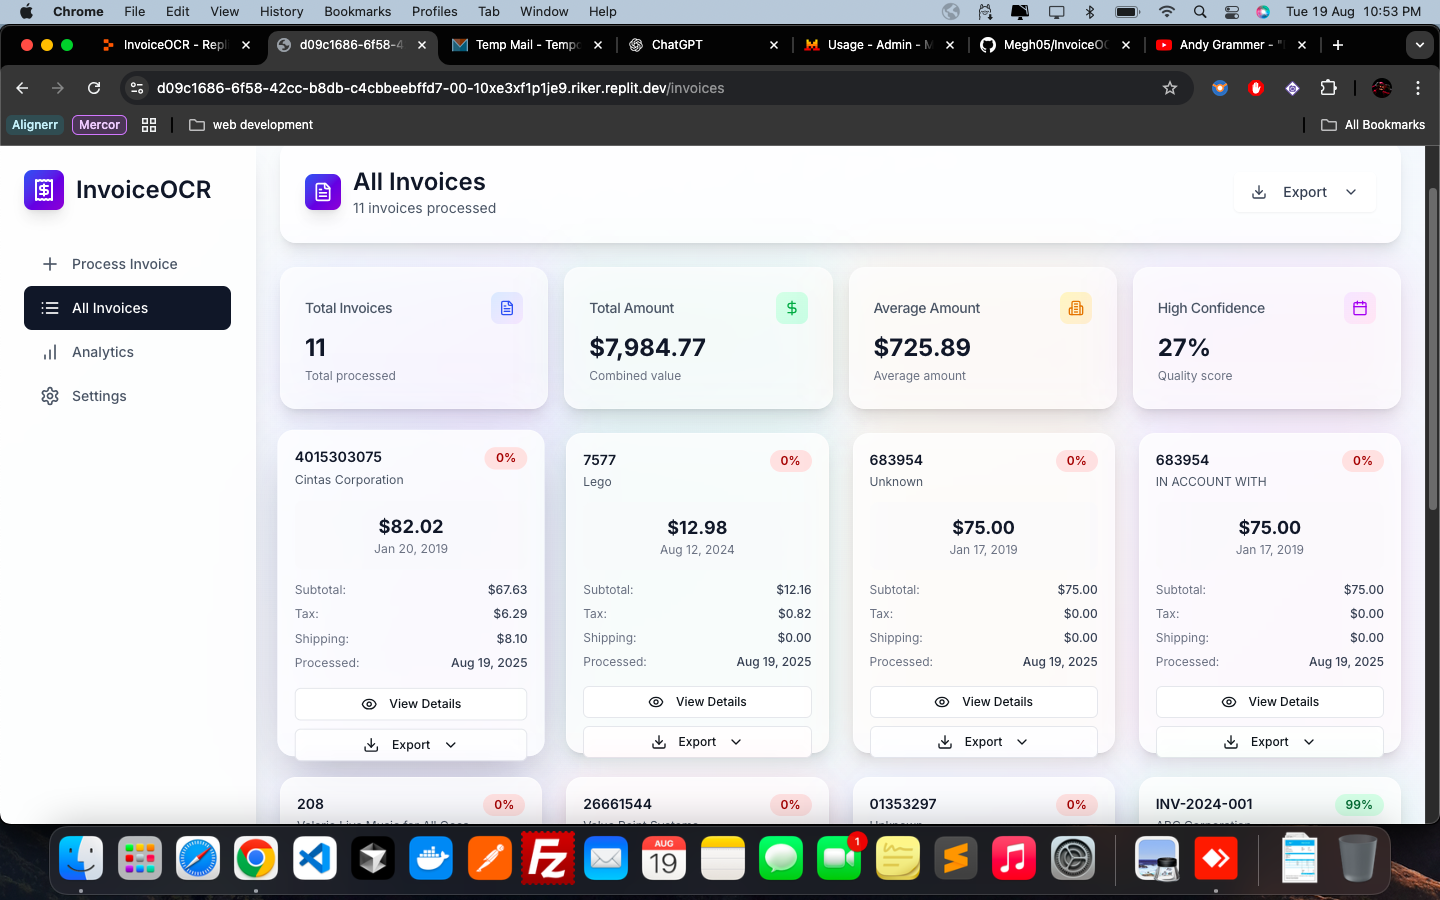 Chrome File Edit View History Bookmarks Profiles Tab Window Help Tue 19 Aug 10:53 PM
InvoiceOCR - Repl d09c1686-6f58-4 Temp Mail - Temp ChatGPT Usage - Admin - M Megh05/InvoiceOC Andy Grammer - "
d09c1686-6f58-42cc-b8db-c4cbbeebffd7-00-10xe3xf1p1je9.riker.replit.dev/invoices
Alignerr Mercor web development All Bookmarks
InvoiceOCR
Process Invoice
All Invoices
Analytics
Settings
All Invoices
11 invoices processed
Export
Total Invoices
11
Total processed
Total Amount
$7,984.77
Combined value
Average Amount
$725.89
Average amount
High Confidence
27%
Quality score
4015303075 0%
Cintas Corporation
$82.02
Jan 20, 2019
Subtotal: $67.63
Tax: $6.29
Shipping: $8.10
Processed: Aug 19, 2025
View Details
Export
7577 0%
Lego
$12.98
Aug 12, 2024
Subtotal: $12.16
Tax: $0.82
Shipping: $0.00
Processed: Aug 19, 2025
View Details
Export
683954 0%
Unknown
$75.00
Jan 17, 2019
Subtotal: $75.00
Tax: $0.00
Shipping: $0.00
Processed: Aug 19, 2025
View Details
Export
683954 0%
IN ACCOUNT WITH
$75.00
Jan 17, 2019
Subtotal: $75.00
Tax: $0.00
Shipping: $0.00
Processed: Aug 19, 2025
View Details
Export
208 0%
26661544 0%
01353297 0%
INV-2024-001 99%
AUG
19
Fz
1